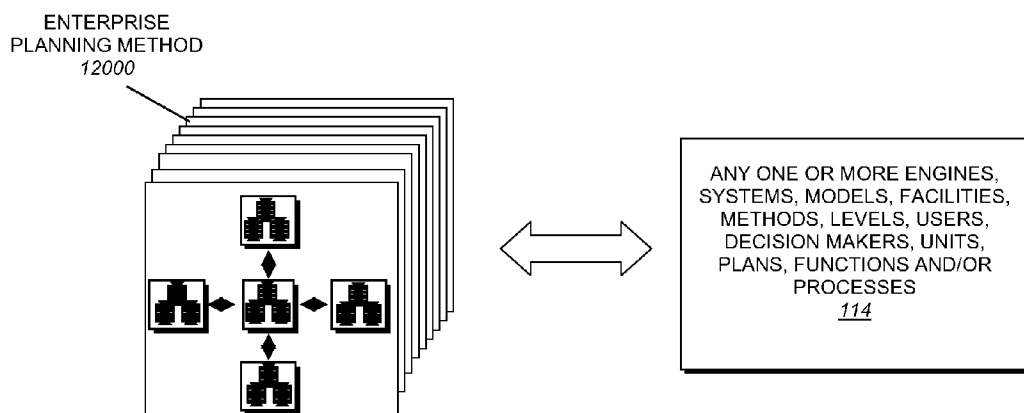 ENTERPRISE
PLANNING METHOD
12000
ANY ONE OR MORE ENGINES,
SYSTEMS, MODELS, FACILITIES,
METHODS, LEVELS, USERS,
DECISION MAKERS, UNITS,
PLANS, FUNCTIONS AND/OR
PROCESSES
114